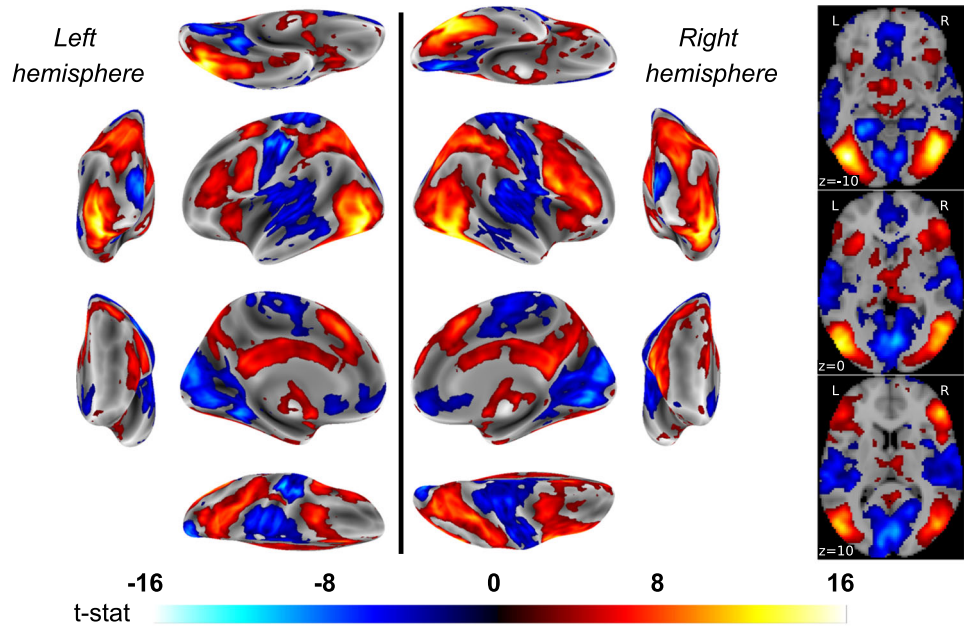 Left
hemisphere
Right
hemisphere
L R
z=-10
L R
z=0
L R
z=10
-16 -8 0 8 16
t-stat